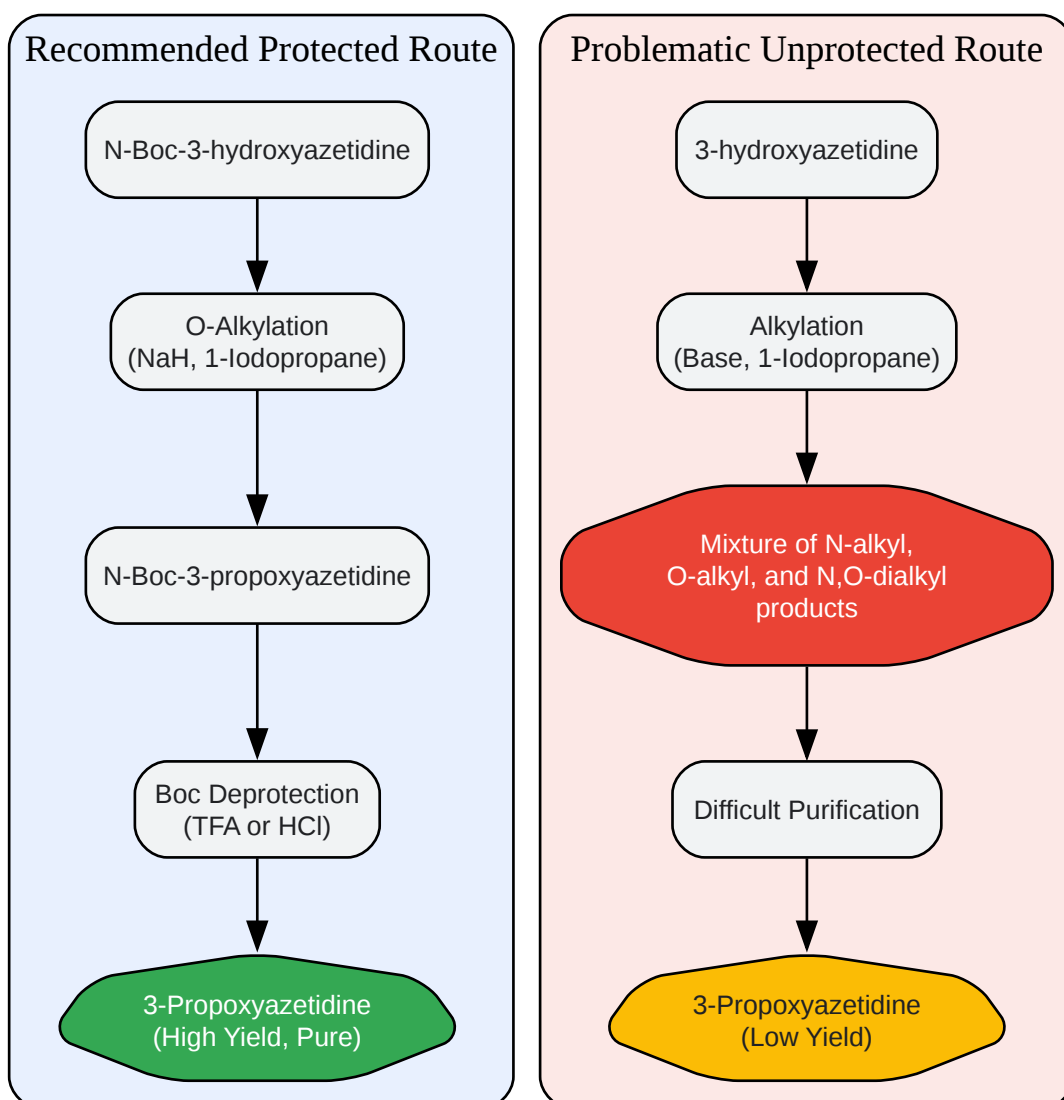 Recommended Protected Route
N-Boc-3-hydroxyazetidine
O-Alkylation
(NaH, 1-Iodopropane)
N-Boc-3-propoxyazetidine
Boc Deprotection
(TFA or HCl)
3-Propoxyazetidine
(High Yield, Pure)
Problematic Unprotected Route
3-hydroxyazetidine
Alkylation
(Base, 1-Iodopropane)
Mixture of N-alkyl,
O-alkyl, and N,O-dialkyl
products
Difficult Purification
3-Propoxyazetidine
(Low Yield)